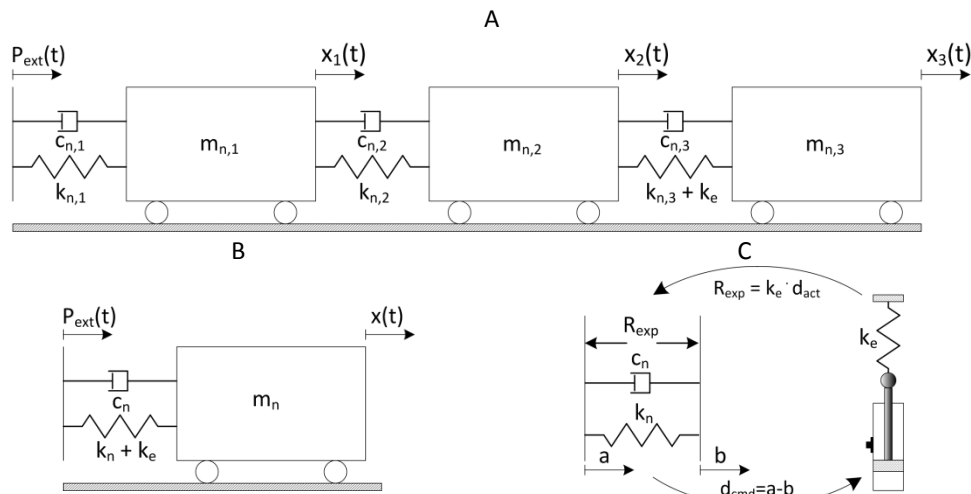 A
P_ext(t) x_1(t) x_2(t) x_3(t)
c_n,1 c_n,2 c_n,3
m_n,1 m_n,2 m_n,3
k_n,1 k_n,2 k_n,3 + k_e
B C
P_ext(t) x(t)
c_n
m_n
k_n + k_e
R_exp = k_e · d_act
R_exp
c_n
k_n
k_e
a b
d_cmd=a-b